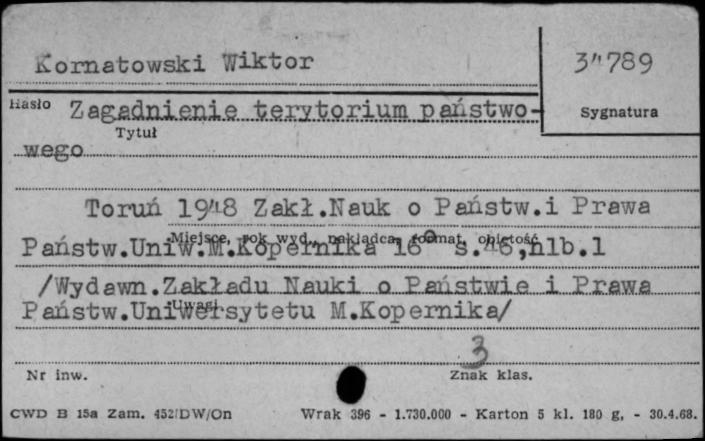 Kornatowski Wiktor
34789
Hasło
Zagadnienie terytorium państwo-
Sygnatura
Tytuł
wego
Toruń 1948 Zakł.Nauk o Państw.i Prawa
Miejsce, rok wyd., nakładca, format, objętość
Państw.Uniw.M.Kopernika 16° s.46,nlb.1
/Wydawn.Zakładu Nauki o Państwie i Prawa
Uwagi
Państw.Uniwersytetu M.Kopernika/
3
Nr inw.
Znak klas.
CWD B 15a Zam. 452/DW/On Wrak 396 - 1.730.000 - Karton 5 kl. 180 g, - 30.4.68.